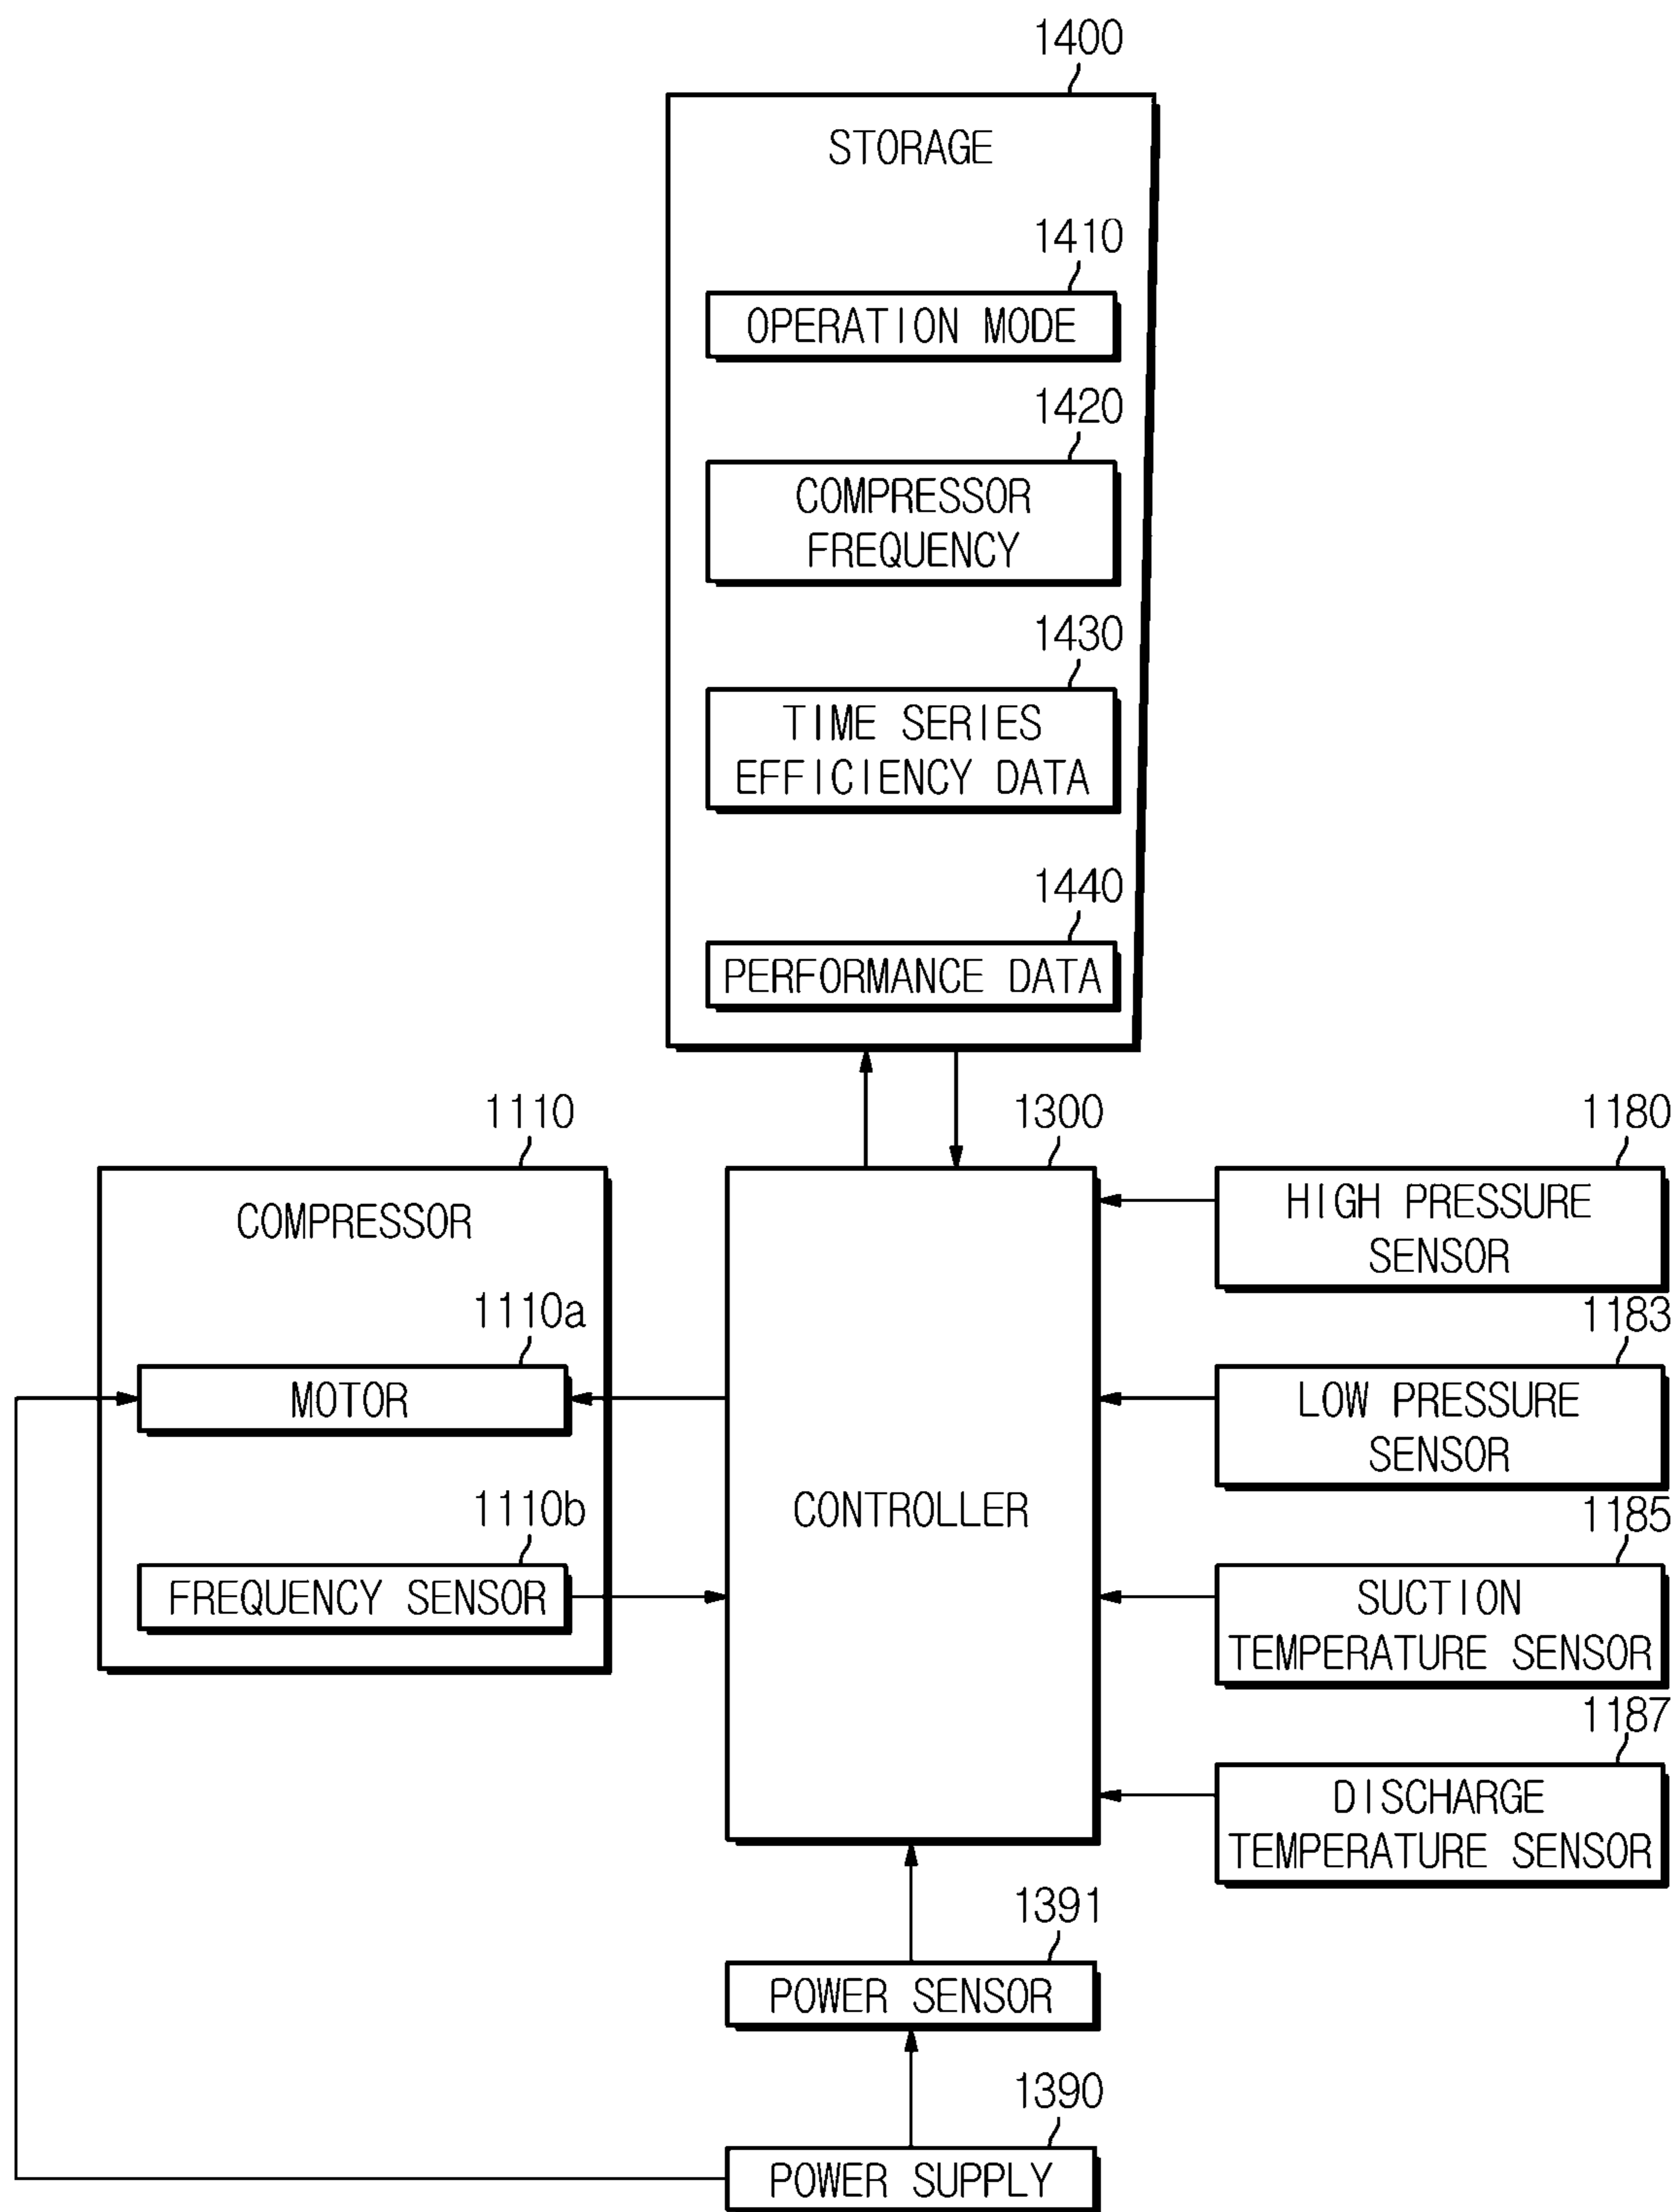 1400
STORAGE
1410
OPERATION MODE
1420
COMPRESSOR
FREQUENCY
1430
TIME SERIES
EFFICIENCY DATA
1440
PERFORMANCE DATA
1110
COMPRESSOR
1110a
MOTOR
1110b
FREQUENCY SENSOR
1300
CONTROLLER
1180
HIGH PRESSURE
SENSOR
1183
LOW PRESSURE
SENSOR
1185
SUCTION
TEMPERATURE SENSOR
1187
DISCHARGE
TEMPERATURE SENSOR
1391
POWER SENSOR
1390
POWER SUPPLY